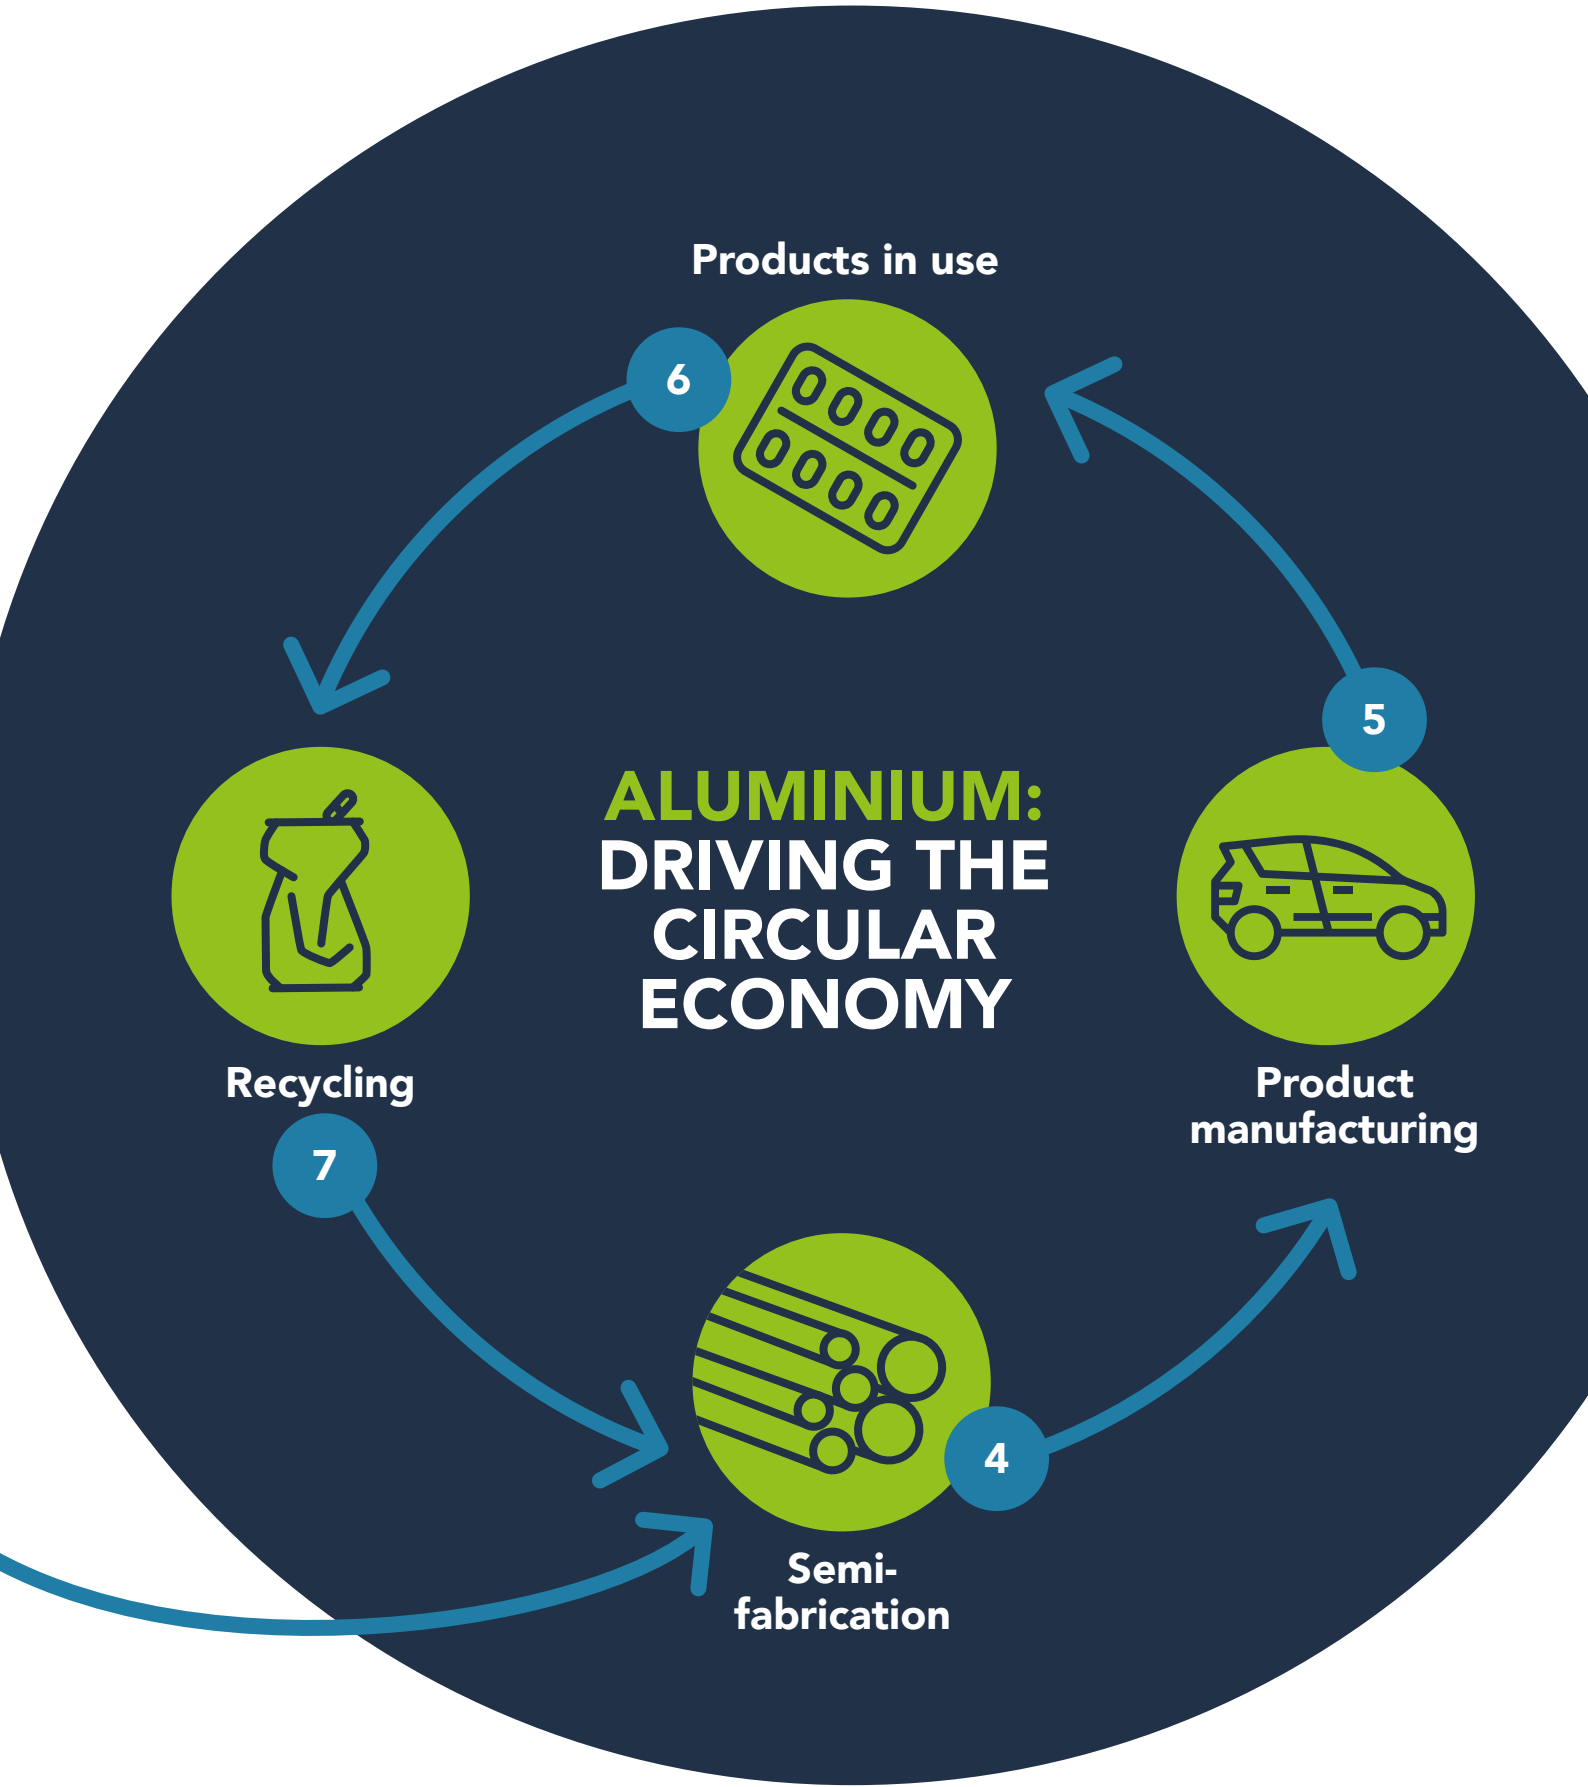 Products in use
6
5
ALUMINIUM:
DRIVING THE
CIRCULAR
ECONOMY
Recycling
7
Product
manufacturing
4
Semi-
fabrication